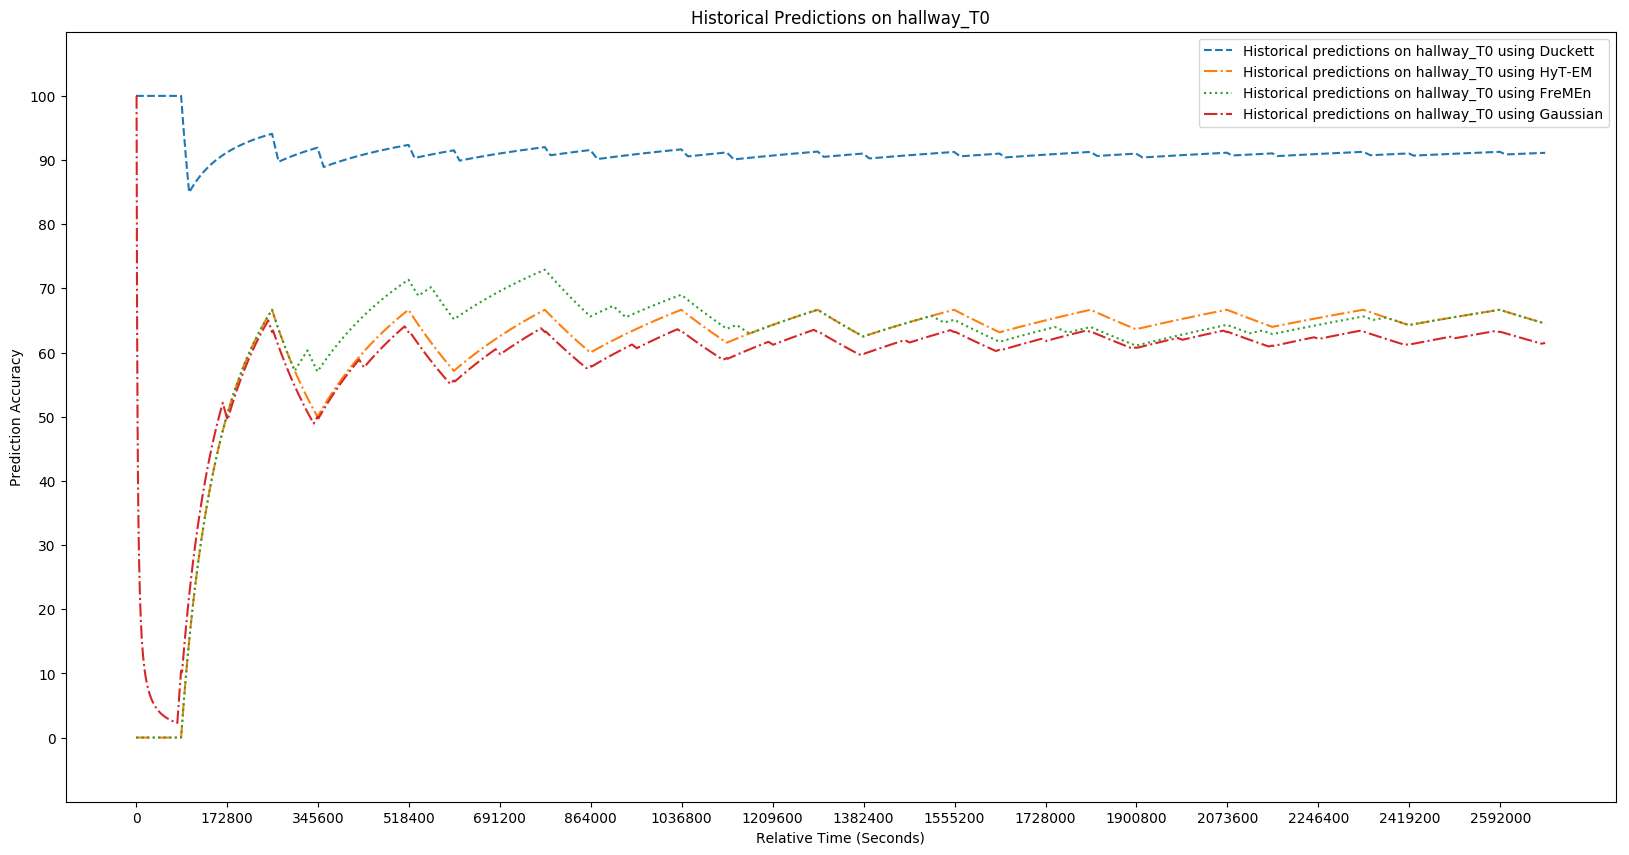 Historical Predictions on hallway_T0
Historical predictions on hallway_T0 using Duckett
Historical predictions on hallway_T0 using HyT-EM
Historical predictions on hallway_T0 using FreMEn
Historical predictions on hallway_T0 using Gaussian
100
90
80
70
60
50
40
30
20
10
0
Prediction Accuracy
0 172800 345600 518400 691200 864000 1036800 1209600 1382400 1555200 1728000 1900800 2073600 2246400 2419200 2592000
Relative Time (Seconds)